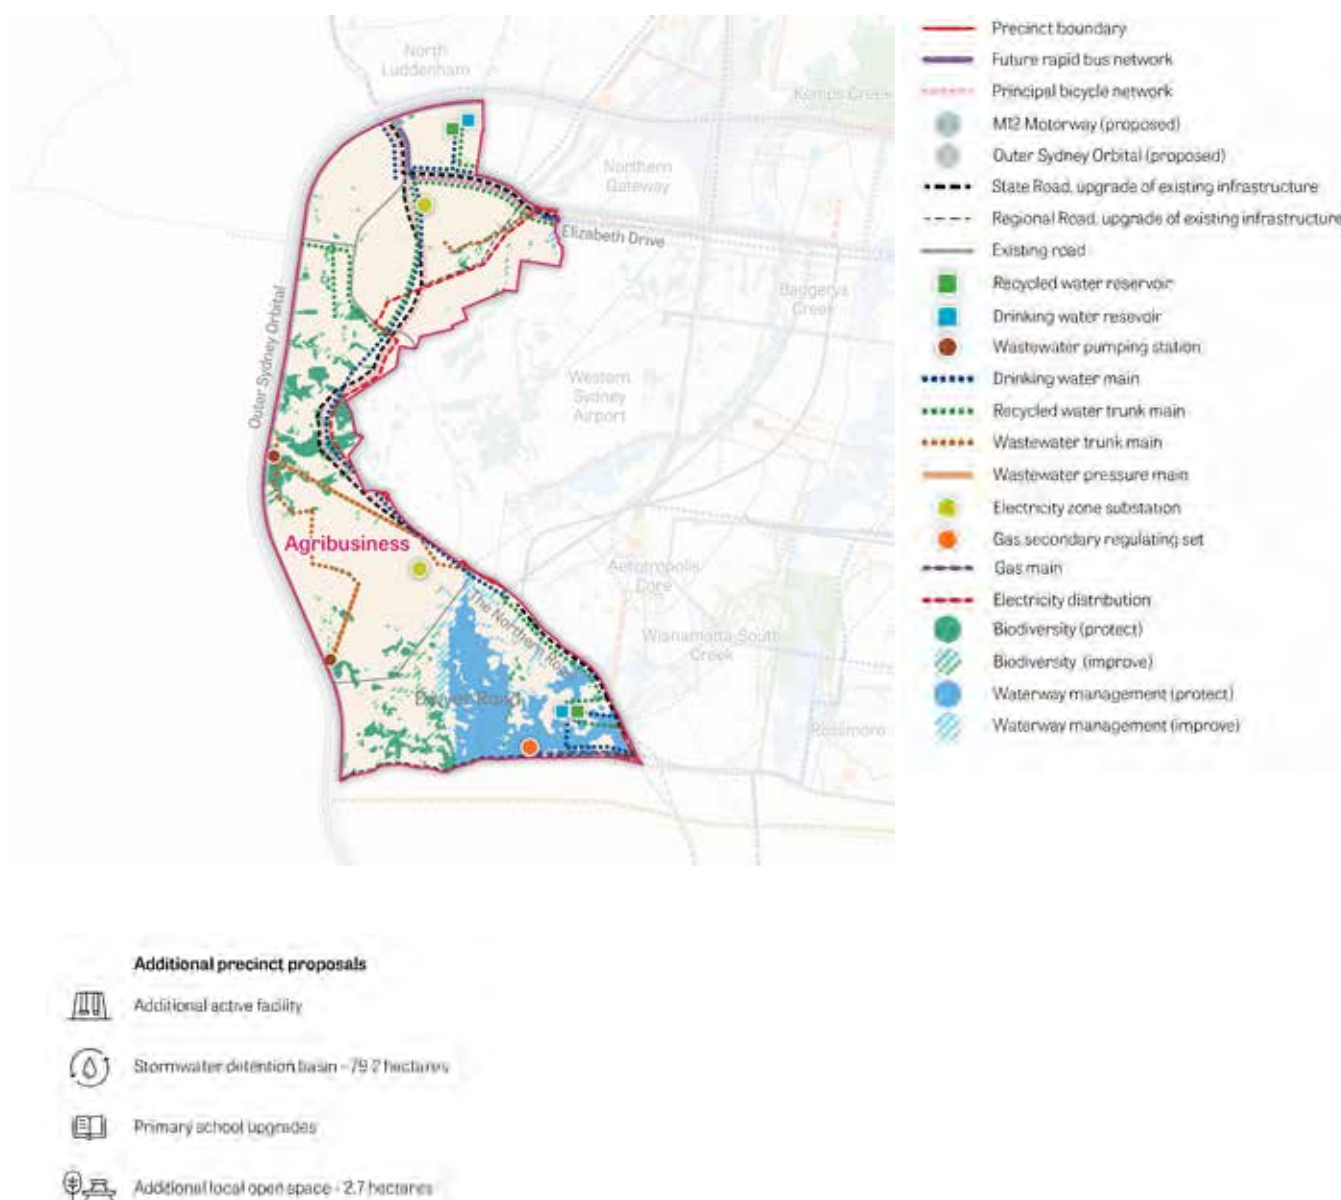 North
Luddenham
Kemps Creek
Northern
Gateway
Elizabeth Drive
Badgerys
Creek
Outer Sydney Orbital
Western
Sydney
Airport
Agribusiness
Aerotropolis
Core
The Northern Road
Wianamatta-South
Creek
Dwyer Road
Rossmore
Precinct boundary
Future rapid bus network
Principal bicycle network
M12 Motorway (proposed)
Outer Sydney Orbital (proposed)
State Road, upgrade of existing infrastructure
Regional Road, upgrade of existing infrastructure
Existing road
Recycled water reservoir
Drinking water resevoir
Wastewater pumping station
Drinking water main
Recycled water trunk main
Wastewater trunk main
Wastewater pressure main
Electricity zone substation
Gas secondary regulating set
Gas main
Electricity distribution
Biodiversity (protect)
Biodiversity (improve)
Waterway management (protect)
Waterway management (improve)
Additional precinct proposals
Additional active facility
Stormwater detention basin - 79.2 hectares
Primary school upgrades
Additional local open space - 2.7 hectares